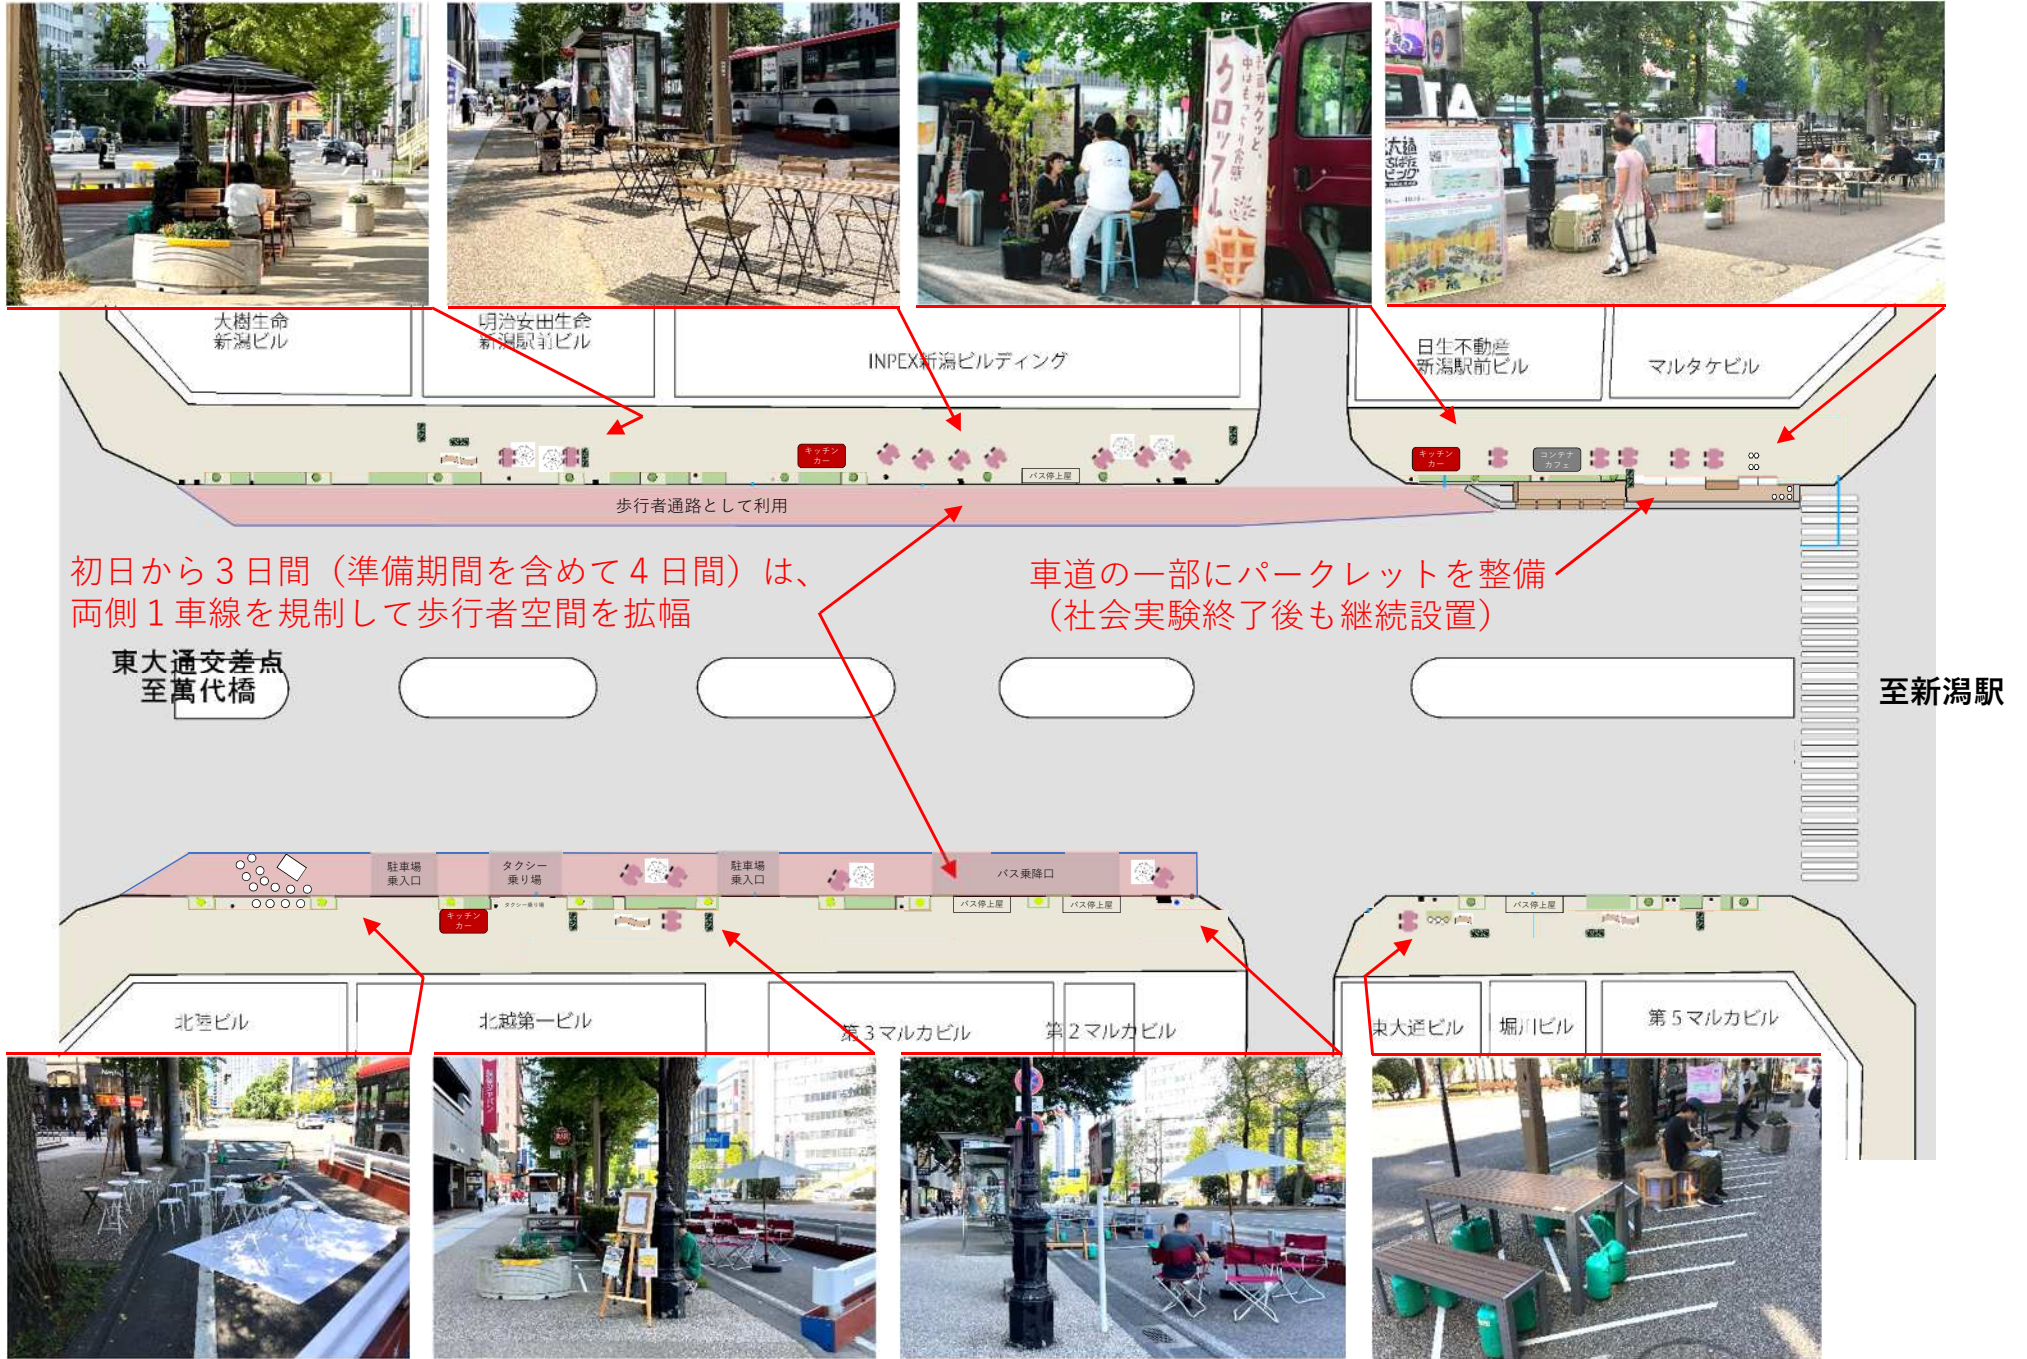 クロッフル
TA
大樹生命
新潟ビル
明治安田生命
新潟駅前ビル
INPEX新潟ビルディング
日生不動産
新潟駅前ビル
マルタケビル
キッチン
カー
バス停上屋
キッチン
カー
コンテナ
カフェ
歩行者通路として利用
初日から3日間（準備期間を含めて4日間）は、
両側1車線を規制して歩行者空間を拡幅
車道の一部にパークレットを整備
（社会実験終了後も継続設置）
東大通交差点
至萬代橋
至新潟駅
駐車場
乗入口
タクシー
乗り場
駐車場
乗入口
バス乗降口
キッチン
カー
タクシー乗り場
バス停上屋
バス停上屋
バス停上屋
北陸ビル
北越第一ビル
第3マルカビル
第2マルカビル
東大通ビル
堀川ビル
第5マルカビル